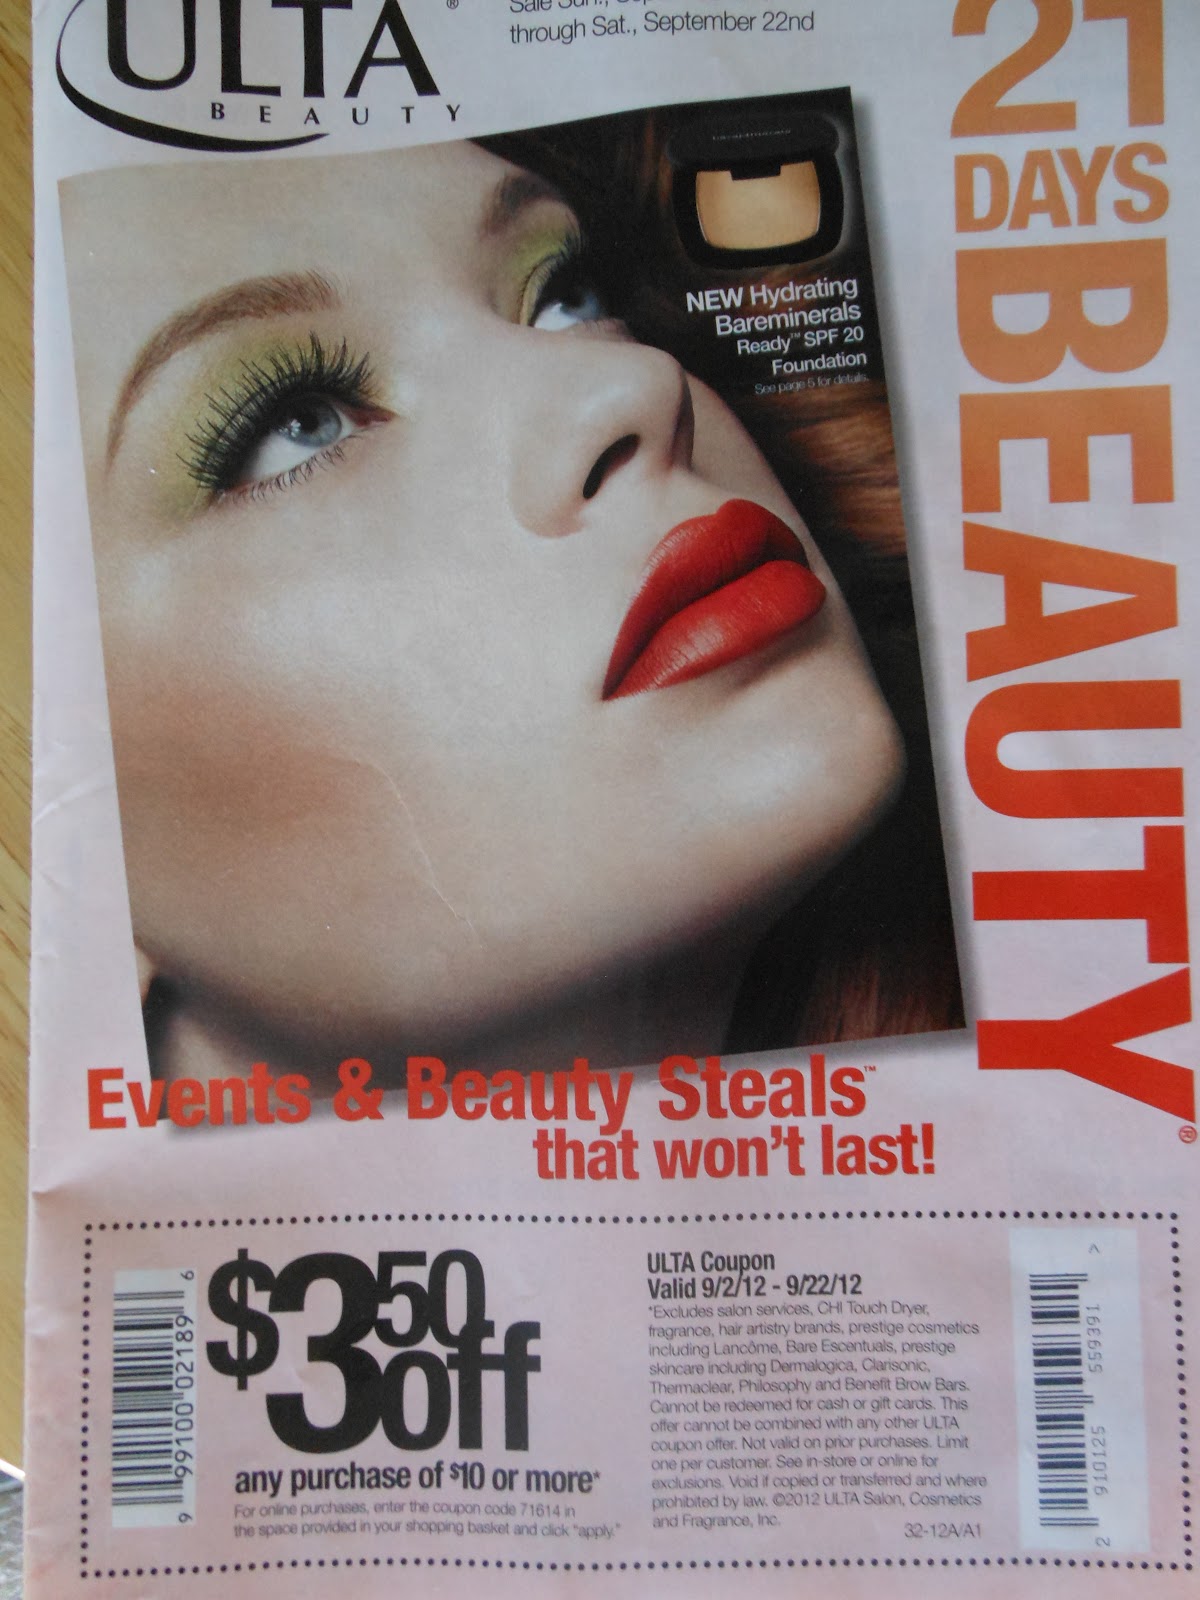 ULTA®
BEAUTY
Sale Sun.,
through Sat., September 22nd
21
DAYS
BEAUTY®
NEW Hydrating
Bareminerals
Ready™ SPF 20
Foundation
See page 5 for details.
Events & Beauty Steals™
that won't last!
9 99100 02189 6
$3.50
off
any purchase of $10 or more*
For online purchases, enter the coupon code 71614 in
the space provided in your shopping basket and click "apply."
ULTA Coupon
Valid 9/2/12 - 9/22/12
*Excludes salon services, CHI Touch Dryer,
fragrance, hair artistry brands, prestige cosmetics
including Lancôme, Bare Escentuals, prestige
skincare including Dermalogica, Clarisonic,
Thermaclear, Philosophy and Benefit Brow Bars.
Cannot be redeemed for cash or gift cards. This
offer cannot be combined with any other ULTA
coupon offer. Not valid on prior purchases. Limit
one per customer. See in-store or online for
exclusions. Void if copied or transferred and where
prohibited by law. ©2012 ULTA Salon, Cosmetics
and Fragrance, Inc.
32-12A/A1
2 910125 559391 >